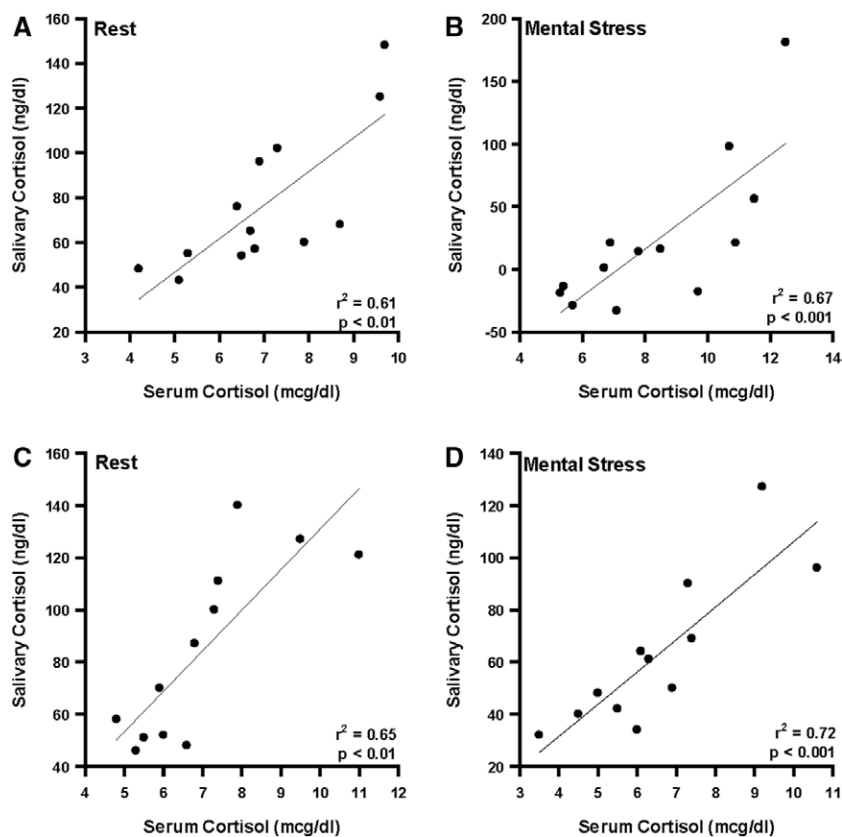 A
Rest
160
140
120
100
80
60
40
20
Salivary Cortisol (ng/dl)
r² = 0.61
p < 0.01
3 4 5 6 7 8 9 10
Serum Cortisol (mcg/dl)
B
Mental Stress
200
150
100
50
0
-50
Salivary Cortisol (ng/dl)
r² = 0.67
p < 0.001
4 6 8 10 12 14
Serum Cortisol (mcg/dl)
C
Rest
160
140
120
100
80
60
40
Salivary Cortisol (ng/dl)
r² = 0.65
p < 0.01
4 5 6 7 8 9 10 11 12
Serum Cortisol (mcg/dl)
D
Mental Stress
140
120
100
80
60
40
20
Salivary Cortisol (ng/dl)
r² = 0.72
p < 0.001
3 4 5 6 7 8 9 10 11
Serum Cortisol (mcg/dl)